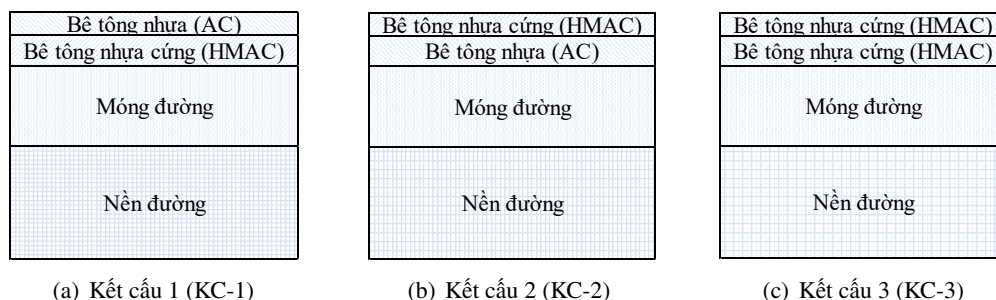 Bê tông nhựa (AC)
Bê tông nhựa cứng (HMAC)
Móng đường
Nền đường
(a) Kết cấu 1 (KC-1)
Bê tông nhựa cứng (HMAC)
Bê tông nhựa (AC)
Móng đường
Nền đường
(b) Kết cấu 2 (KC-2)
Bê tông nhựa cứng (HMAC)
Bê tông nhựa cứng (HMAC)
Móng đường
Nền đường
(c) Kết cấu 3 (KC-3)